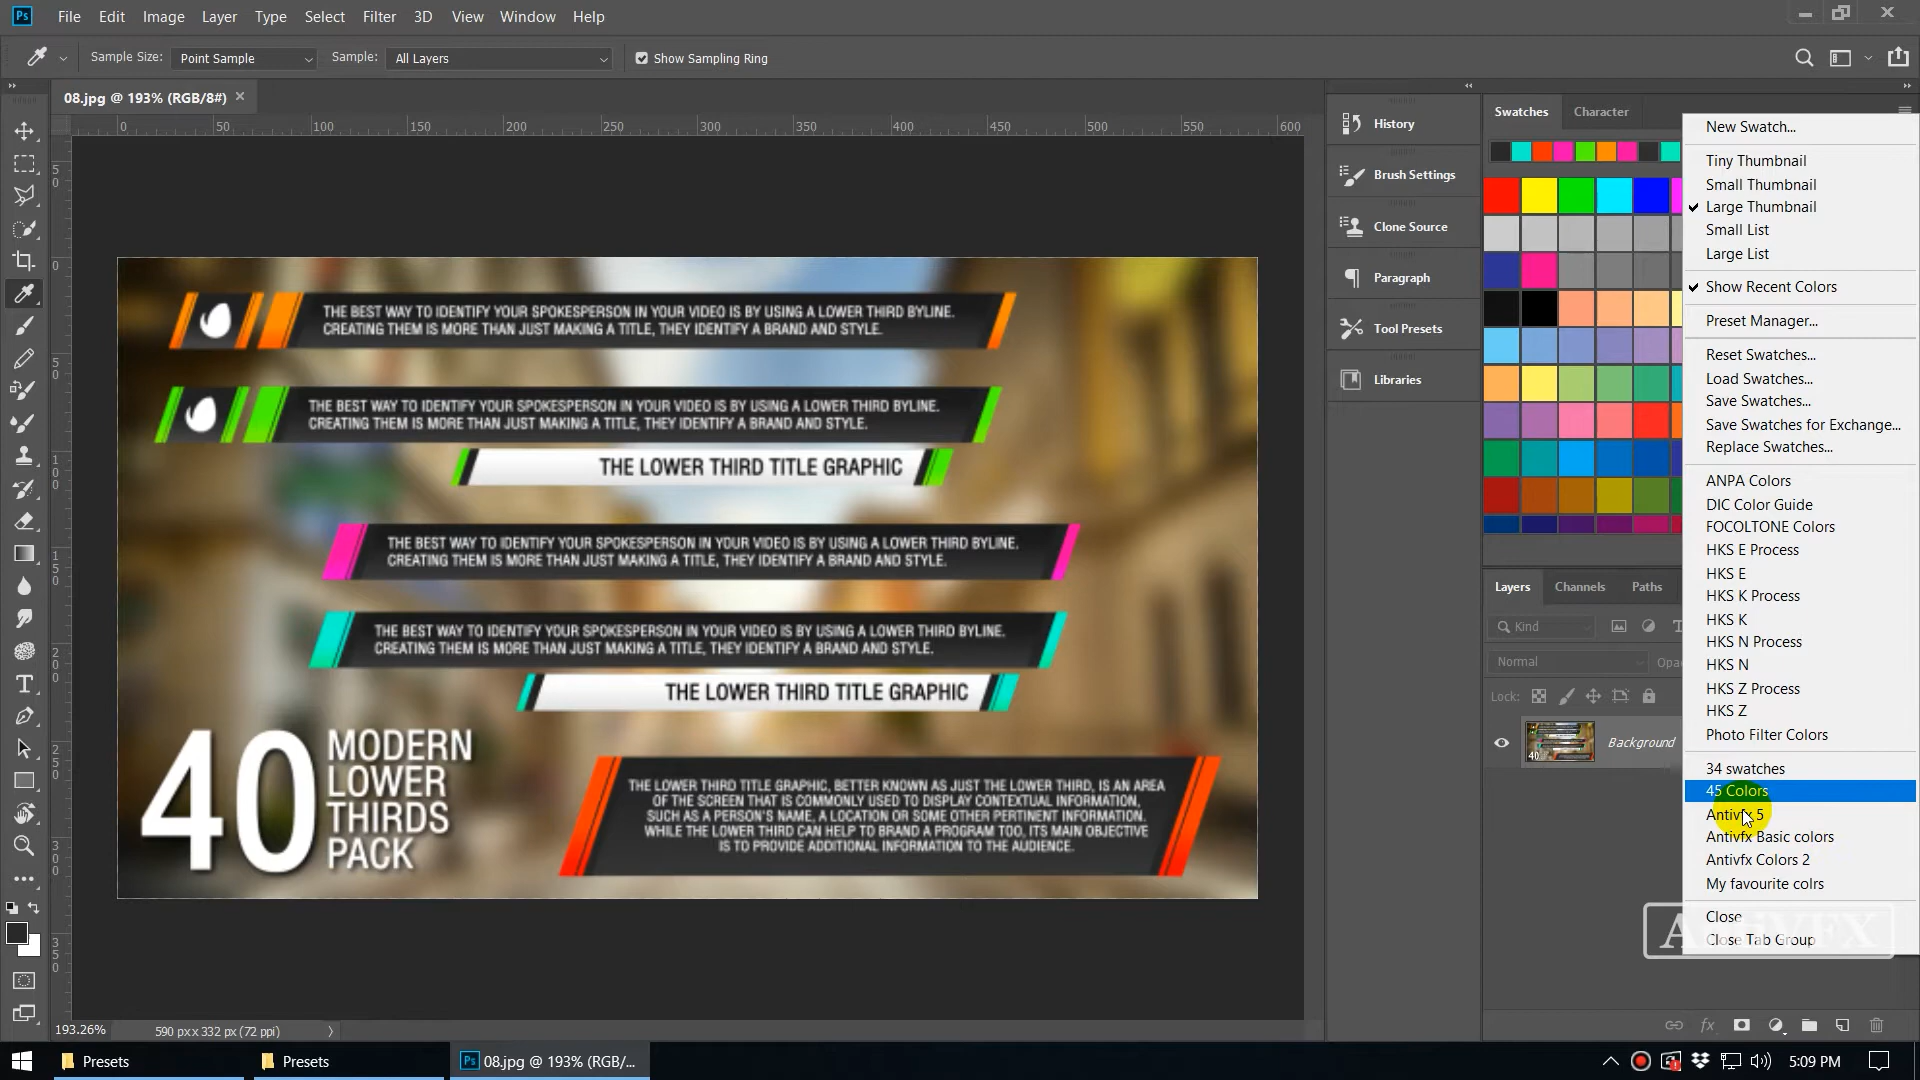 Ps File Edit Image Layer Type Select Filter 3D View Window Help
Sample Size: Point Sample Sample: All Layers Show Sampling Ring
08.jpg @ 193% (RGB/8#)
0 50 100 150 200 250 300 350 400 450 500 550 600
History
Brush Settings
Clone Source
Paragraph
Tool Presets
Libraries
Swatches Character
New Swatch...
Tiny Thumbnail
Small Thumbnail
Large Thumbnail
Small List
Large List
Show Recent Colors
Preset Manager...
Reset Swatches...
Load Swatches...
Save Swatches...
Save Swatches for Exchange...
Replace Swatches...
ANPA Colors
DIC Color Guide
FOCOLTONE Colors
HKS E Process
HKS E
HKS K Process
HKS K
HKS N Process
HKS N
HKS Z Process
HKS Z
Photo Filter Colors
34 swatches
45 Colors
Antivfx 5
Antivfx Basic colors
Antivfx Colors 2
My favourite colrs
Close
Close Tab Group
Layers Channels Paths
Kind
Normal Opac
Lock:
Background
THE BEST WAY TO IDENTIFY YOUR SPOKESPERSON IN YOUR VIDEO IS BY USING A LOWER THIRD BYLINE.
CREATING THEM IS MORE THAN JUST MAKING A TITLE, THEY IDENTIFY A BRAND AND STYLE.
THE BEST WAY TO IDENTIFY YOUR SPOKESPERSON IN YOUR VIDEO IS BY USING A LOWER THIRD BYLINE.
CREATING THEM IS MORE THAN JUST MAKING A TITLE, THEY IDENTIFY A BRAND AND STYLE.
THE LOWER THIRD TITLE GRAPHIC
THE BEST WAY TO IDENTIFY YOUR SPOKESPERSON IN YOUR VIDEO IS BY USING A LOWER THIRD BYLINE.
CREATING THEM IS MORE THAN JUST MAKING A TITLE, THEY IDENTIFY A BRAND AND STYLE.
THE BEST WAY TO IDENTIFY YOUR SPOKESPERSON IN YOUR VIDEO IS BY USING A LOWER THIRD BYLINE.
CREATING THEM IS MORE THAN JUST MAKING A TITLE, THEY IDENTIFY A BRAND AND STYLE.
THE LOWER THIRD TITLE GRAPHIC
40
MODERN
LOWER
THIRDS
PACK
THE LOWER THIRD TITLE GRAPHIC, BETTER KNOWN AS JUST THE LOWER THIRD, IS AN AREA
OF THE SCREEN THAT IS COMMONLY USED TO DISPLAY CONTEXTUAL INFORMATION,
SUCH AS A PERSON'S NAME, A LOCATION OR SOME OTHER PERTINENT INFORMATION.
WHILE THE LOWER THIRD CAN HELP TO BRAND A PROGRAM TOO, ITS MAIN OBJECTIVE
IS TO PROVIDE ADDITIONAL INFORMATION TO THE AUDIENCE.
193.26% 590 px x 332 px (72 ppi)
Presets Presets Ps 08.jpg @ 193% (RGB/... 5:09 PM